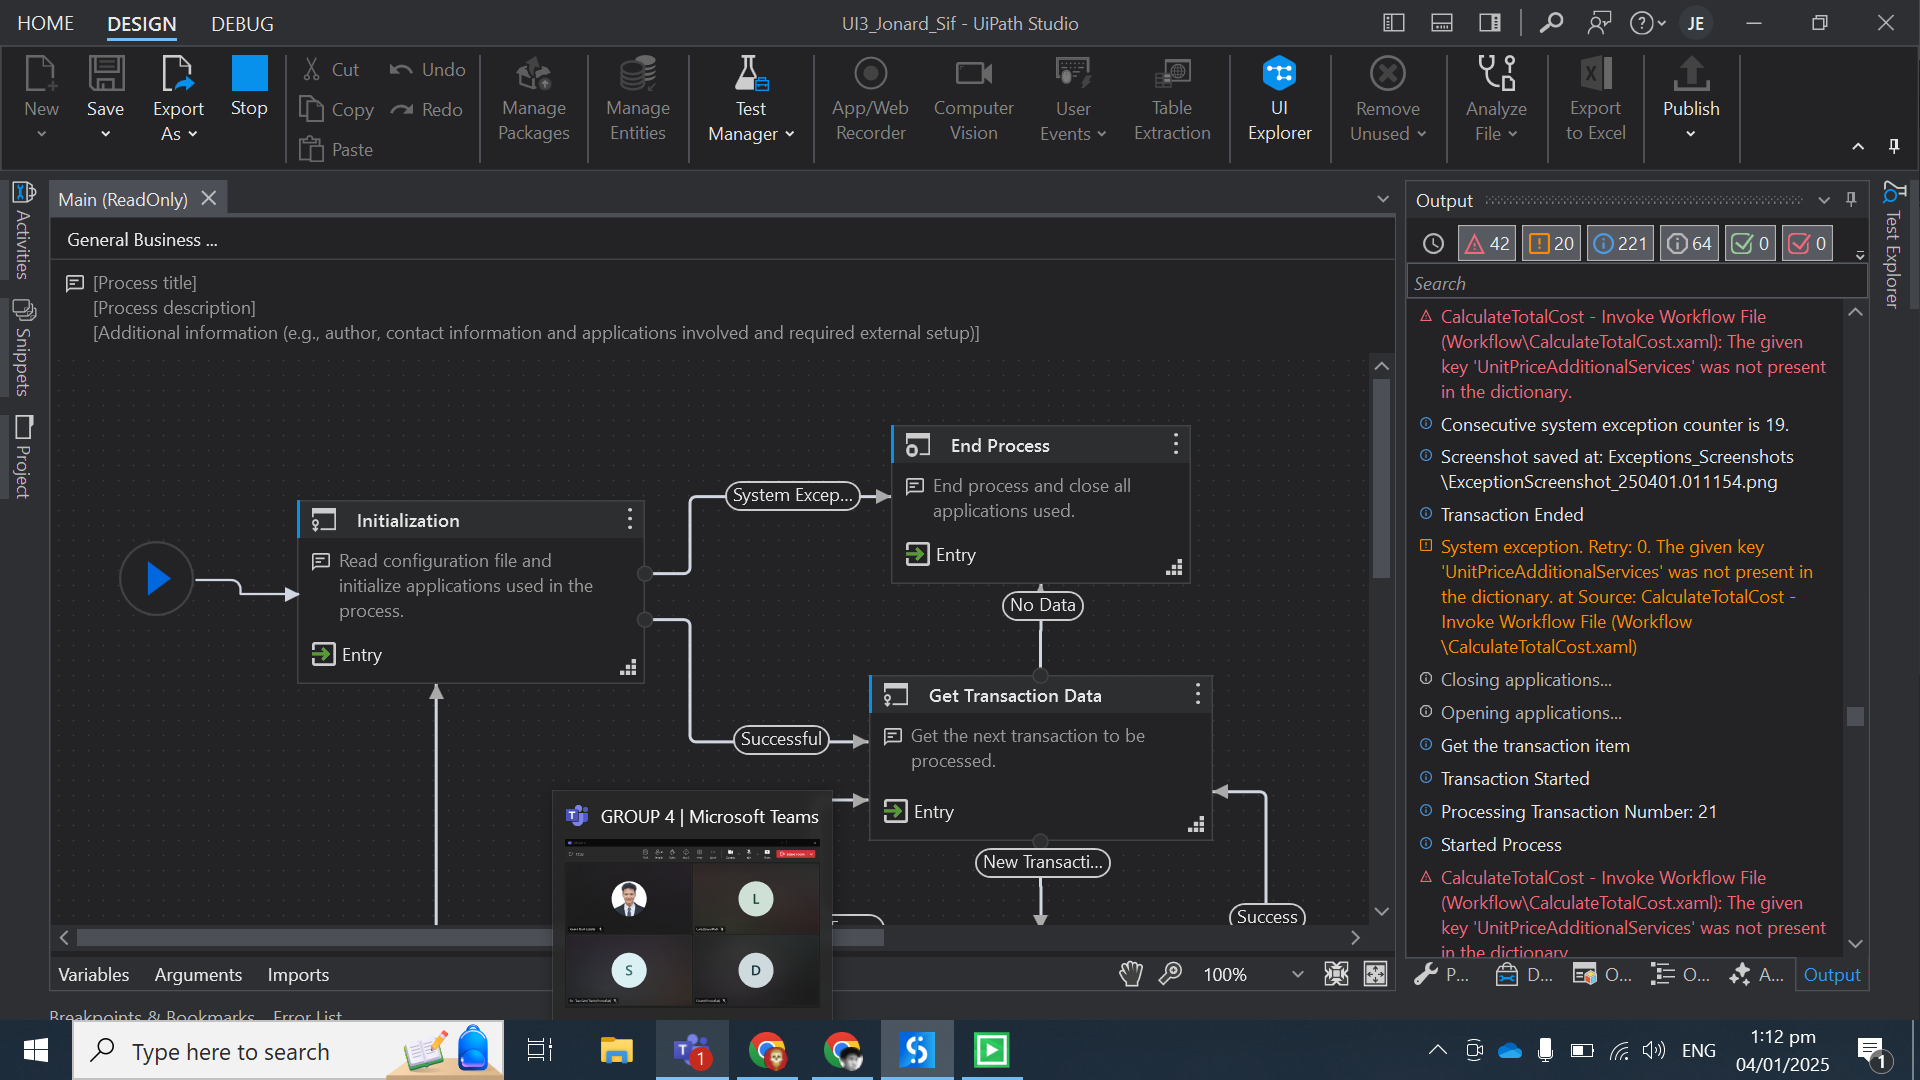 HOME DESIGN DEBUG
UI3_Jonard_Sif - UiPath Studio
JE
New
Save
Export As
Stop
Cut
Copy
Paste
Undo
Redo
Manage Packages
Manage Entities
Test Manager
App/Web Recorder
Computer Vision
User Events
Table Extraction
UI Explorer
Remove Unused
Analyze File
Export to Excel
Publish
Activities
Snippets
Project
Main (ReadOnly)
General Business ...
[Process title]
[Process description]
[Additional information (e.g., author, contact information and applications involved and required external setup)]
Initialization
Read configuration file and
initialize applications used in the
process.
Entry
System Excep...
End Process
End process and close all
applications used.
Entry
No Data
Successful
Get Transaction Data
Get the next transaction to be
processed.
Entry
New Transacti...
Success
GROUP 4 | Microsoft Teams
L
S
D
Variables Arguments Imports
100%
Breakpoints & Bookmarks Error List
Output
42 20 221 64 0 0
Search
CalculateTotalCost - Invoke Workflow File
(Workflow\CalculateTotalCost.xaml): The given
key 'UnitPriceAdditionalServices' was not present
in the dictionary.
Consecutive system exception counter is 19.
Screenshot saved at: Exceptions_Screenshots
\ExceptionScreenshot_250401.011154.png
Transaction Ended
System exception. Retry: 0. The given key
'UnitPriceAdditionalServices' was not present in
the dictionary. at Source: CalculateTotalCost -
Invoke Workflow File (Workflow
\CalculateTotalCost.xaml)
Closing applications...
Opening applications...
Get the transaction item
Transaction Started
Processing Transaction Number: 21
Started Process
CalculateTotalCost - Invoke Workflow File
(Workflow\CalculateTotalCost.xaml): The given
key 'UnitPriceAdditionalServices' was not present
in the dictionary
P... D... O... O... A... Output
Test Explorer
Type here to search
1
ENG
1:12 pm
04/01/2025
1